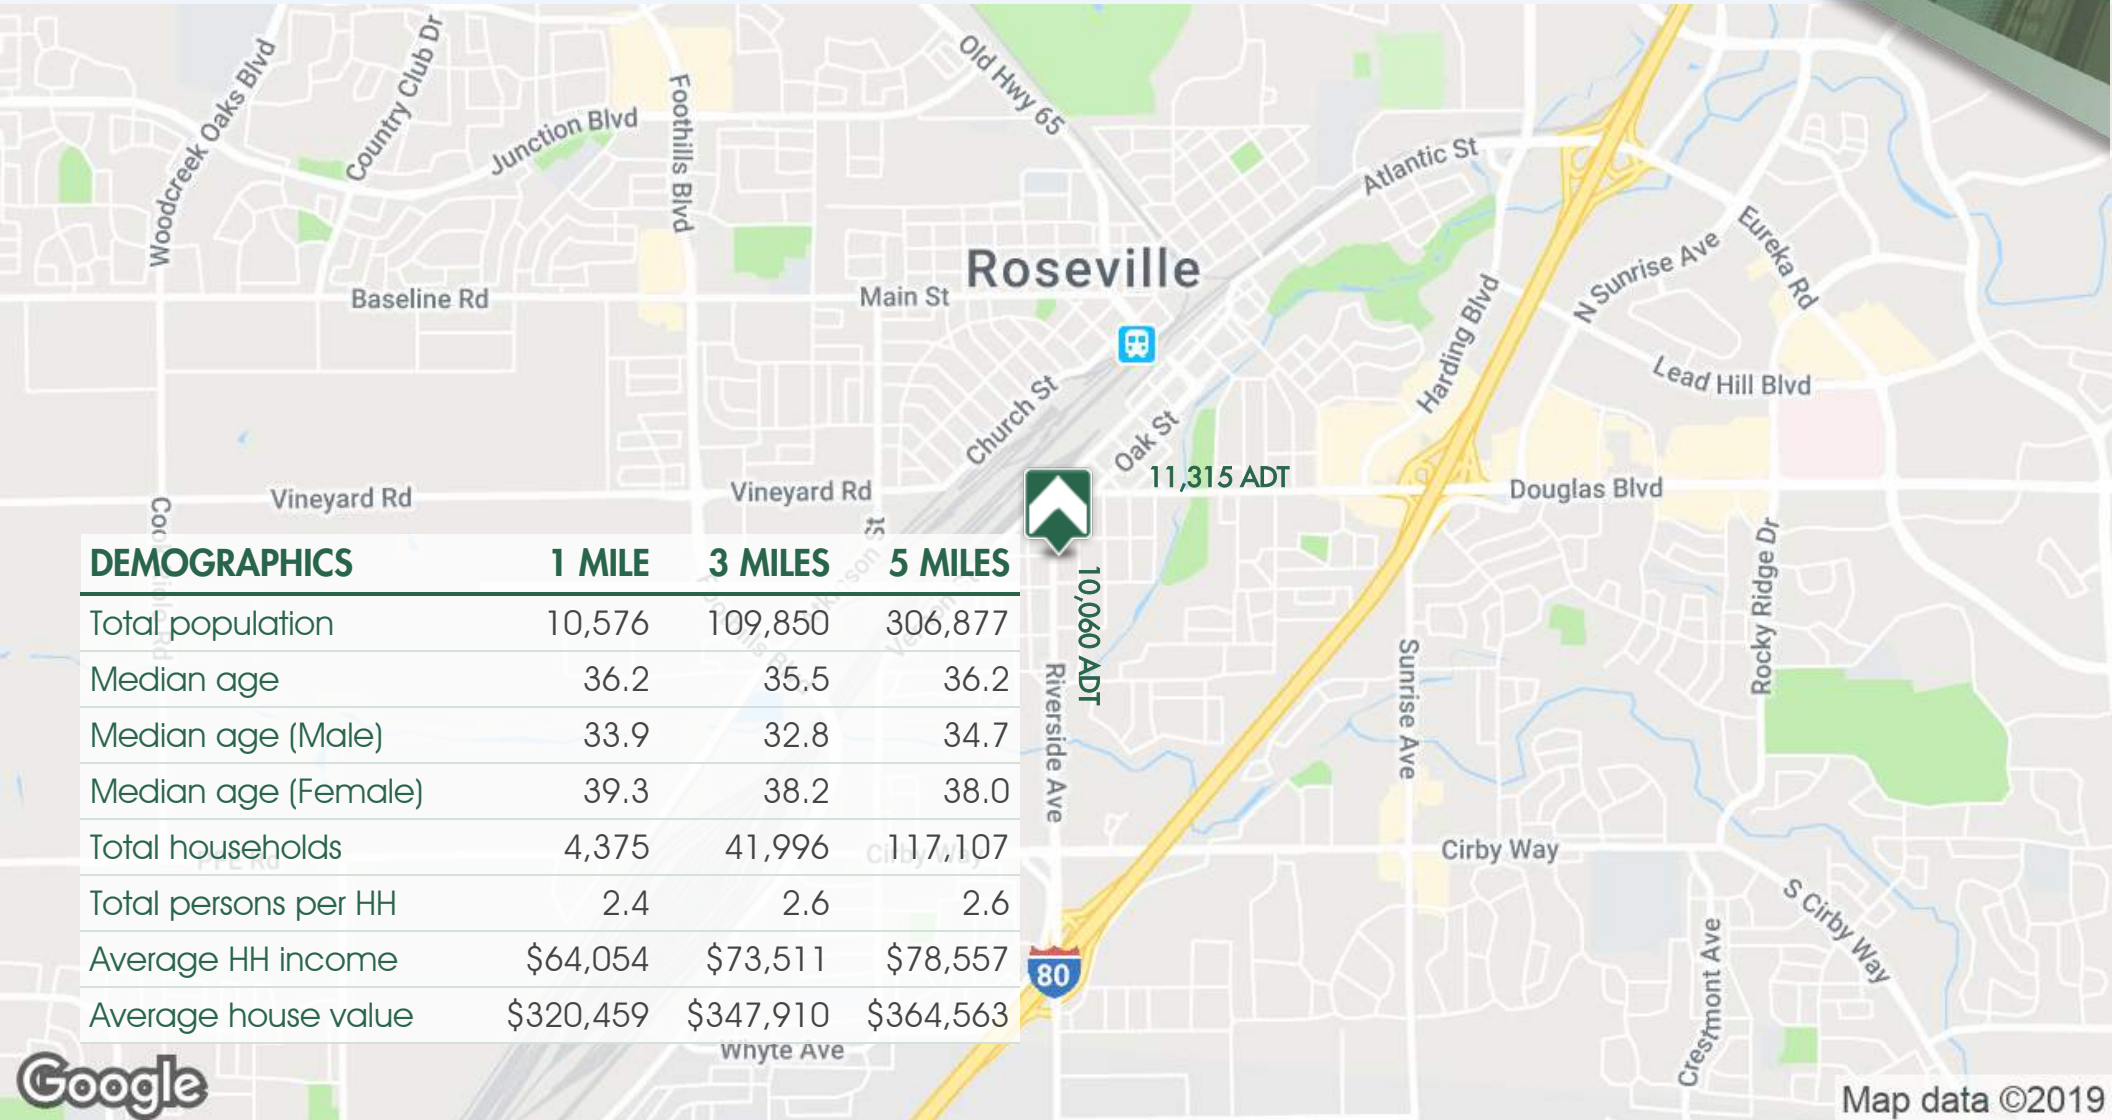 Old Hwy 65
Woodcreek Oaks Blvd
Country Club Dr
Junction Blvd
Foothills Blvd
Atlantic St
Eureka Rd
N Sunrise Ave
Roseville
Baseline Rd
Main St
Harding Blvd
Lead Hill Blvd
Church St
Oak St
11,315 ADT
Vineyard Rd
Vineyard Rd
Douglas Blvd
DEMOGRAPHICS 1 MILE 3 MILES 5 MILES
Total population 10,576 109,850 306,877
Median age 36.2 35.5 36.2
Median age (Male) 33.9 32.8 34.7
Median age (Female) 39.3 38.2 38.0
Total households 4,375 41,996 117,107
Total persons per HH 2.4 2.6 2.6
Average HH income $64,054 $73,511 $78,557
Average house value $320,459 $347,910 $364,563
10,060 ADT
Riverside Ave
Sunrise Ave
Rocky Ridge Dr
PFE Rd
Cirby Way
Cirby Way
S Cirby Way
Crestmont Ave
80
Whyte Ave
Foothills Blvd
Google
Map data ©2019